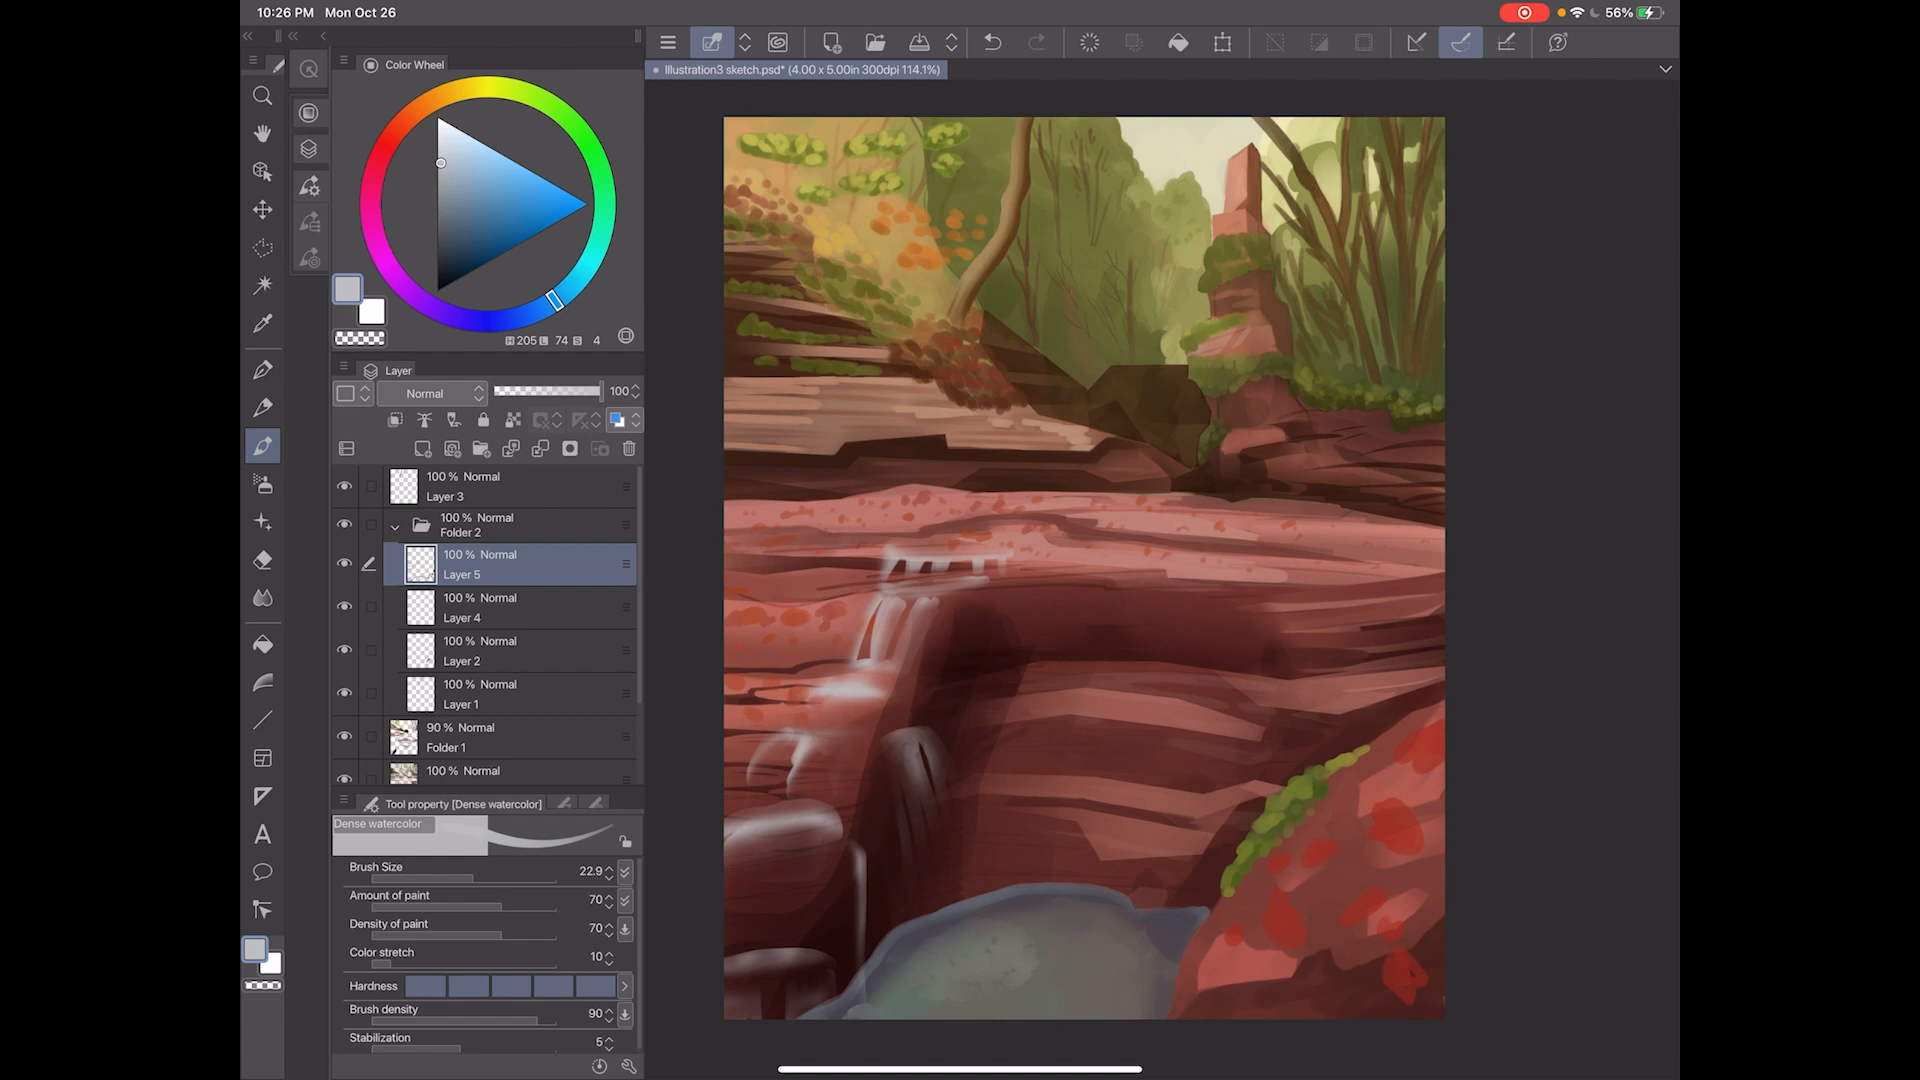 10:26 PM Mon Oct 26
56%
Color Wheel
Illustration3 sketch.psd* (4.00 x 5.00in 300dpi 114.1%)
H 205 L 74 S 4
Layer
Normal 100
100 % Normal
Layer 3
100 % Normal
Folder 2
100 % Normal
Layer 5
100 % Normal
Layer 4
100 % Normal
Layer 2
100 % Normal
Layer 1
90 % Normal
Folder 1
100 % Normal
Tool property [Dense watercolor]
Dense watercolor
Brush Size 22.9
Amount of paint 70
Density of paint 70
Color stretch 10
Hardness
Brush density 90
Stabilization 5